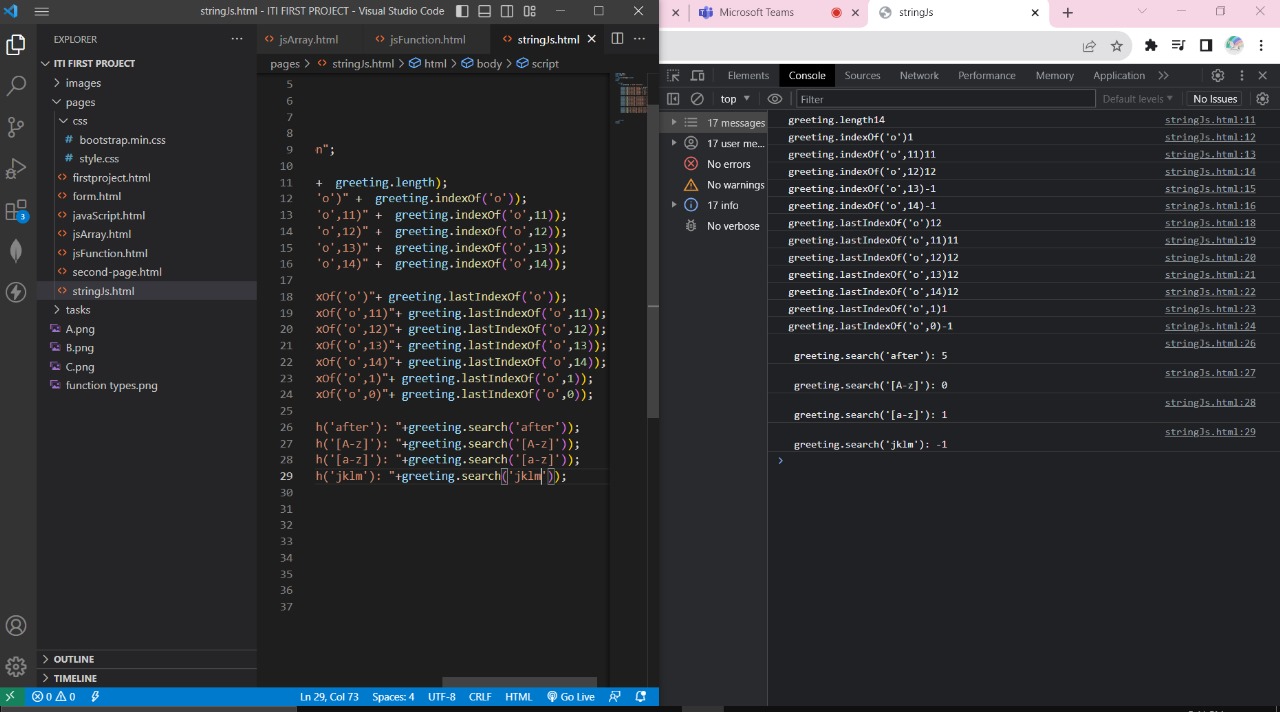 stringJs.html - ITI FIRST PROJECT - Visual Studio Code
Microsoft Teams
stringJs
EXPLORER
jsArray.html
jsFunction.html
stringJs.html
pages > stringJs.html > html > body > script
ITI FIRST PROJECT
images
pages
css
bootstrap.min.css
style.css
firstproject.html
form.html
javaScript.html
jsArray.html
jsFunction.html
second-page.html
stringJs.html
tasks
A.png
B.png
C.png
function types.png
OUTLINE
TIMELINE
3
5
6
7
8
9 n";
10
11 + greeting.length);
12 'o')" + greeting.indexOf('o'));
13 'o',11)" + greeting.indexOf('o',11));
14 'o',12)" + greeting.indexOf('o',12));
15 'o',13)" + greeting.indexOf('o',13));
16 'o',14)" + greeting.indexOf('o',14));
17
18 xOf('o')"+ greeting.lastIndexOf('o'));
19 xOf('o',11)"+ greeting.lastIndexOf('o',11));
20 xOf('o',12)"+ greeting.lastIndexOf('o',12));
21 xOf('o',13)"+ greeting.lastIndexOf('o',13));
22 xOf('o',14)"+ greeting.lastIndexOf('o',14));
23 xOf('o',1)"+ greeting.lastIndexOf('o',1));
24 xOf('o',0)"+ greeting.lastIndexOf('o',0));
25
26 h('after'): "+greeting.search('after'));
27 h('[A-z]'): "+greeting.search('[A-z]'));
28 h('[a-z]'): "+greeting.search('[a-z]'));
29 h('jklm'): "+greeting.search('jklm'));
30
31
32
33
34
35
36
37
0 0 Ln 29, Col 73 Spaces: 4 UTF-8 CRLF HTML Go Live
Elements Console Sources Network Performance Memory Application
top Filter Default levels No Issues
17 messages
17 user me...
No errors
No warnings
17 info
No verbose
greeting.length14 stringJs.html:11
greeting.indexOf('o')1 stringJs.html:12
greeting.indexOf('o',11)11 stringJs.html:13
greeting.indexOf('o',12)12 stringJs.html:14
greeting.indexOf('o',13)-1 stringJs.html:15
greeting.indexOf('o',14)-1 stringJs.html:16
greeting.lastIndexOf('o')12 stringJs.html:18
greeting.lastIndexOf('o',11)11 stringJs.html:19
greeting.lastIndexOf('o',12)12 stringJs.html:20
greeting.lastIndexOf('o',13)12 stringJs.html:21
greeting.lastIndexOf('o',14)12 stringJs.html:22
greeting.lastIndexOf('o',1)1 stringJs.html:23
greeting.lastIndexOf('o',0)-1 stringJs.html:24
stringJs.html:26
greeting.search('after'): 5
stringJs.html:27
greeting.search('[A-z]'): 0
stringJs.html:28
greeting.search('[a-z]'): 1
stringJs.html:29
greeting.search('jklm'): -1